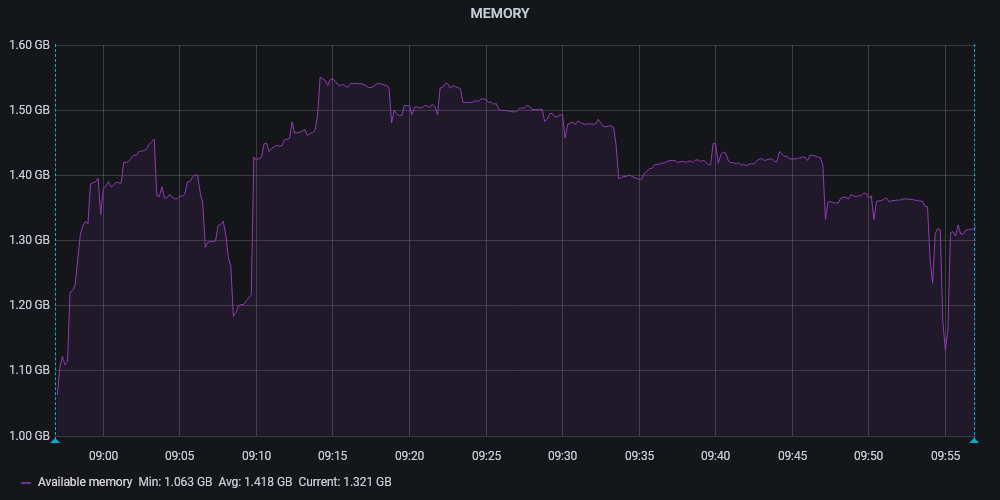 MEMORY
1.60 GB
1.50 GB
1.40 GB
1.30 GB
1.20 GB
1.10 GB
1.00 GB
09:00 09:05 09:10 09:15 09:20 09:25 09:30 09:35 09:40 09:45 09:50 09:55
Available memory Min: 1.063 GB Avg: 1.418 GB Current: 1.321 GB